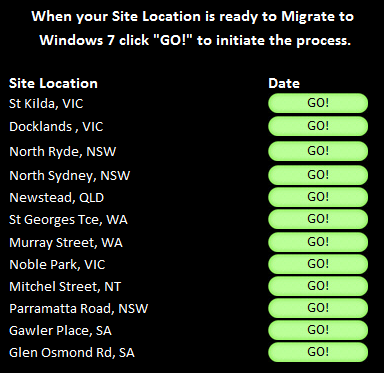 When your Site Location is ready to Migrate to
Windows 7 click "GO!" to initiate the process.
Site Location Date
St Kilda, VIC GO!
Docklands , VIC GO!
North Ryde, NSW GO!
North Sydney, NSW GO!
Newstead, QLD GO!
St Georges Tce, WA GO!
Murray Street, WA GO!
Noble Park, VIC GO!
Mitchel Street, NT GO!
Parramatta Road, NSW GO!
Gawler Place, SA GO!
Glen Osmond Rd, SA GO!